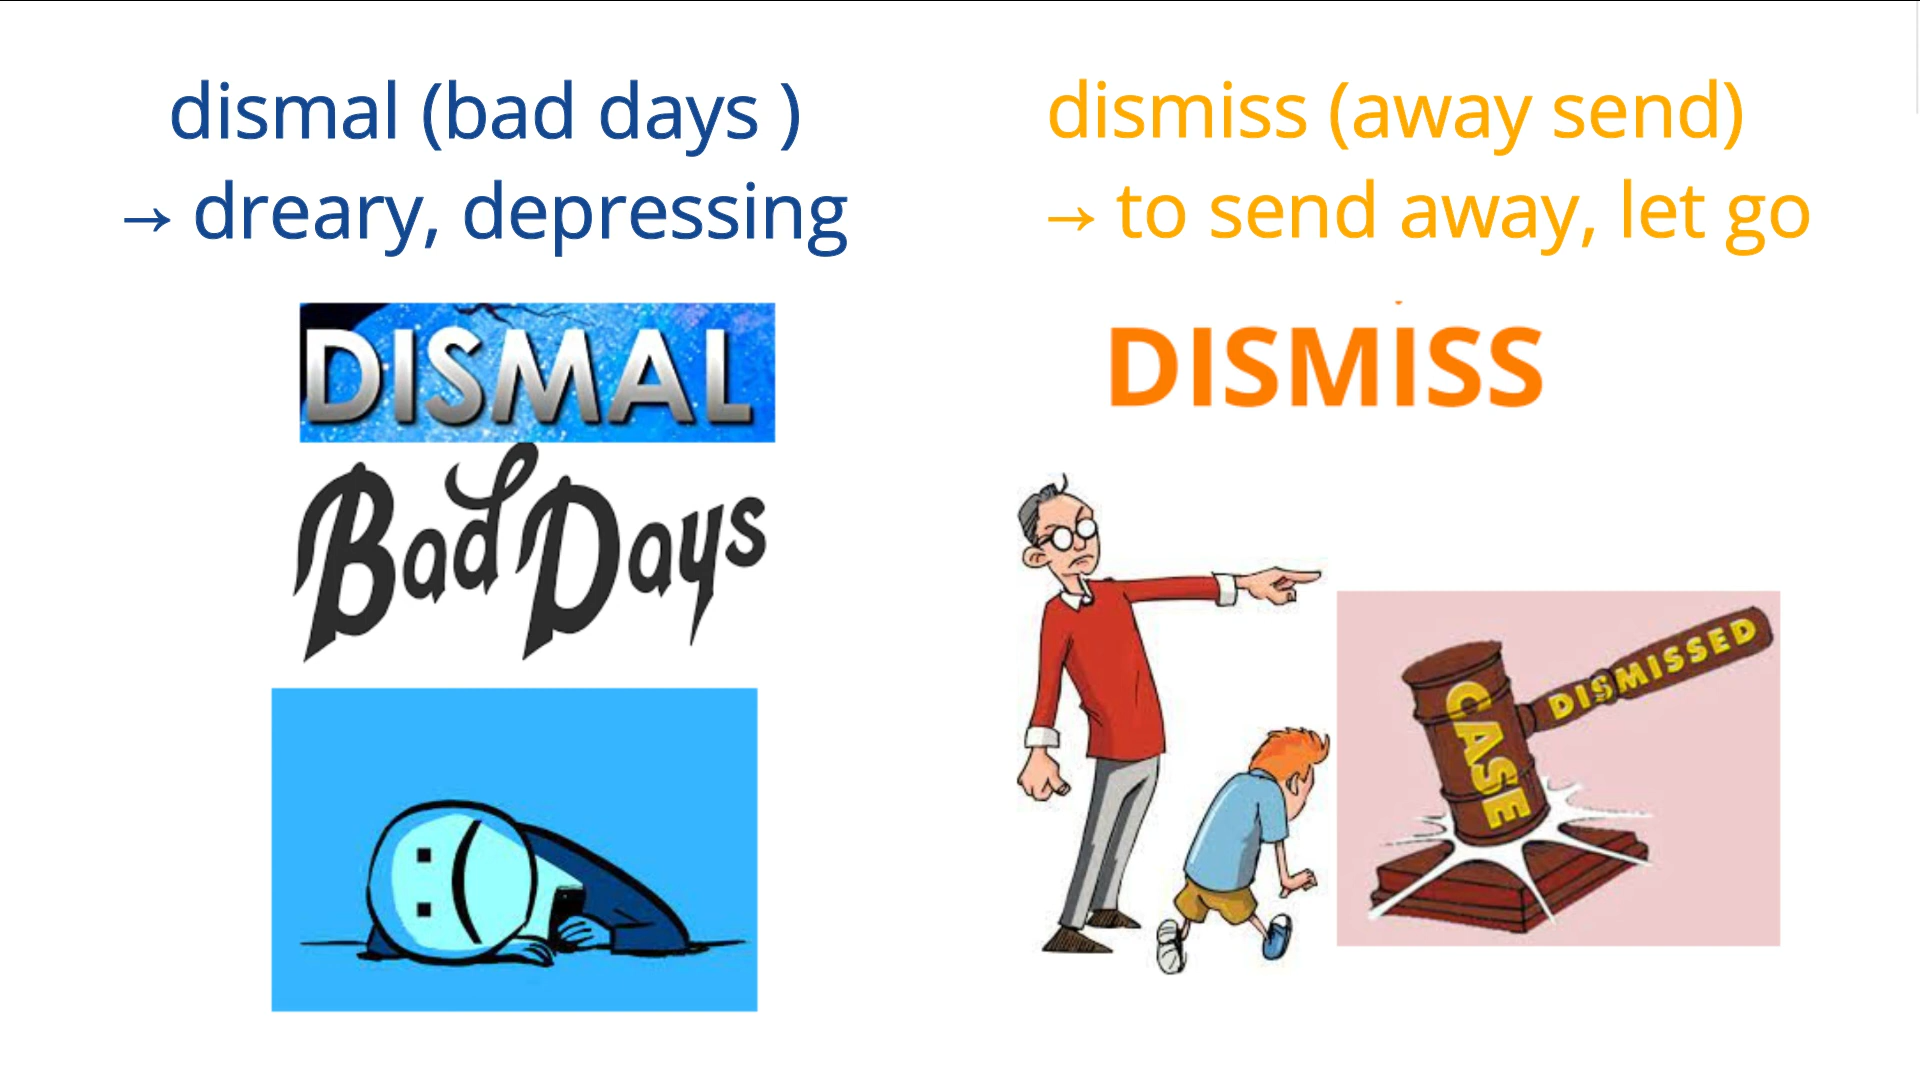 dismal (bad days )
→ dreary, depressing
DISMAL
Bad Days
dismiss (away send)
→ to send away, let go
DISMISS
CASE
DISMISSED